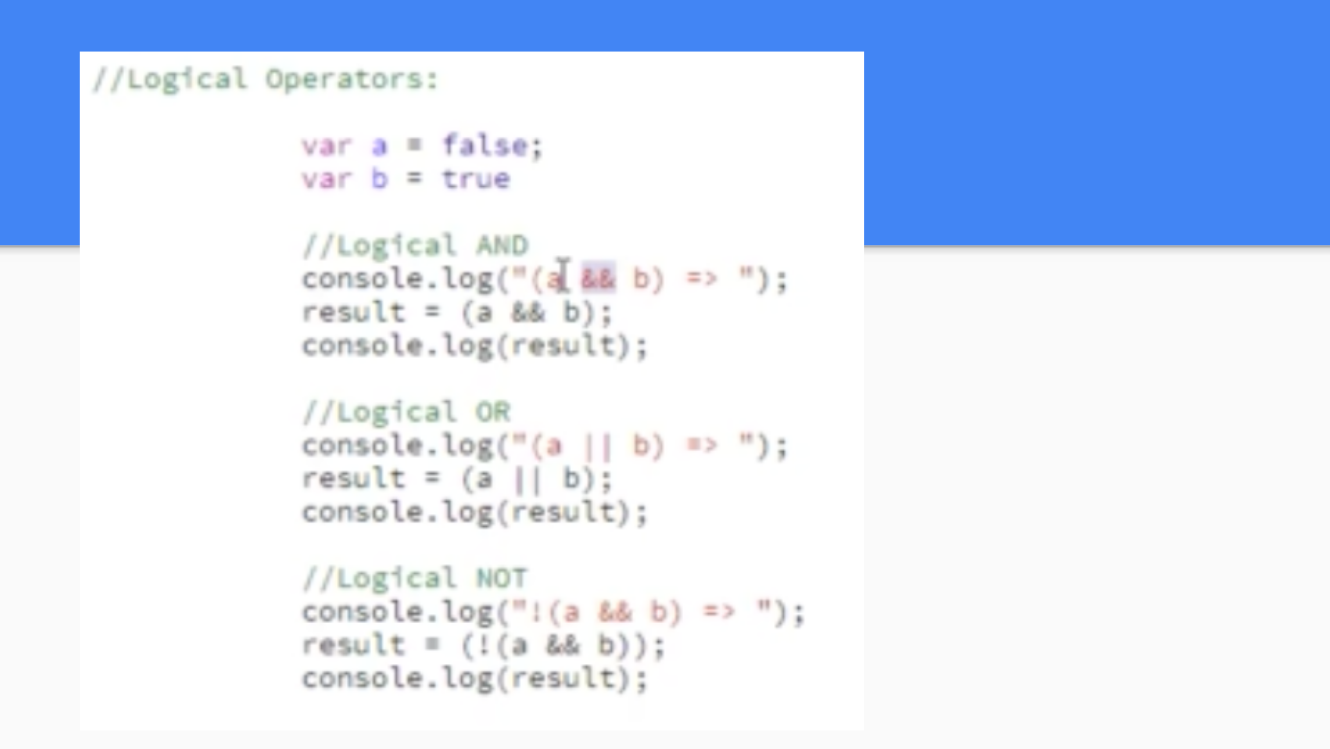 //Logical Operators:
var a = false;
var b = true
//Logical AND
console.log("(a && b) => ");
result = (a && b);
console.log(result);
//Logical OR
console.log("(a || b) => ");
result = (a || b);
console.log(result);
//Logical NOT
console.log("!(a && b) => ");
result = (!(a && b));
console.log(result);